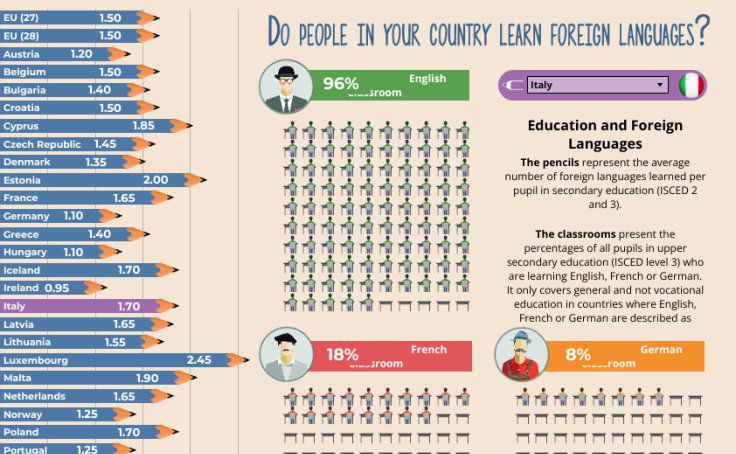 DO PEOPLE IN YOUR COUNTRY LEARN FOREIGN LANGUAGES?
EU (27) 1.50
EU (28) 1.50
Austria 1.20
Belgium 1.50
Bulgaria 1.40
Croatia 1.50
Cyprus 1.85
Czech Republic 1.45
Denmark 1.35
Estonia 2.00
France 1.65
Germany 1.10
Greece 1.40
Hungary 1.10
Iceland 1.70
Ireland 0.95
Italy 1.70
Latvia 1.65
Lithuania 1.55
Luxembourg 2.45
Malta 1.90
Netherlands 1.65
Norway 1.25
Poland 1.70
Portugal 1.25
96% English
Italy
Education and Foreign
Languages
The pencils represent the average
number of foreign languages learned per
pupil in secondary education (ISCED 2
and 3).
The classrooms present the
percentages of all pupils in upper
secondary education (ISCED level 3) who
are learning English, French or German.
It only covers general and not vocational
education in countries where English,
French or German are described as
18% French
8% German